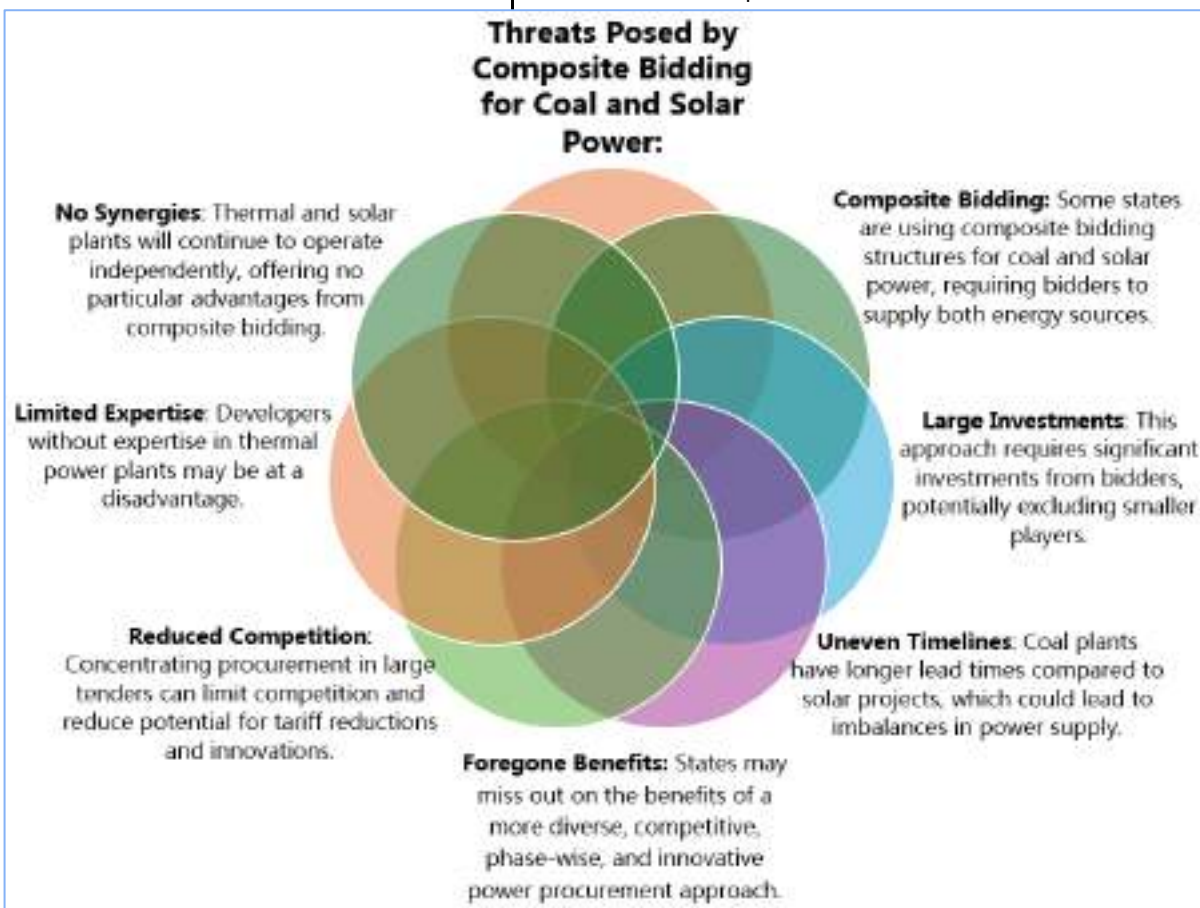 Threats Posed by
Composite Bidding
for Coal and Solar
Power:
Composite Bidding: Some states
are using composite bidding
structures for coal and solar
power, requiring bidders to
supply both energy sources.
Large Investments: This
approach requires significant
investments from bidders,
potentially excluding smaller
players.
Uneven Timelines: Coal plants
have longer lead times compared to
solar projects, which could lead to
imbalances in power supply.
Foregone Benefits: States may
miss out on the benefits of a
more diverse, competitive,
phase-wise, and innovative
power procurement approach.
Reduced Competition:
Concentrating procurement in large
tenders can limit competition and
reduce potential for tariff reductions
and innovations.
Limited Expertise: Developers
without expertise in thermal
power plants may be at a
disadvantage.
No Synergies: Thermal and solar
plants will continue to operate
independently, offering no
particular advantages from
composite bidding.